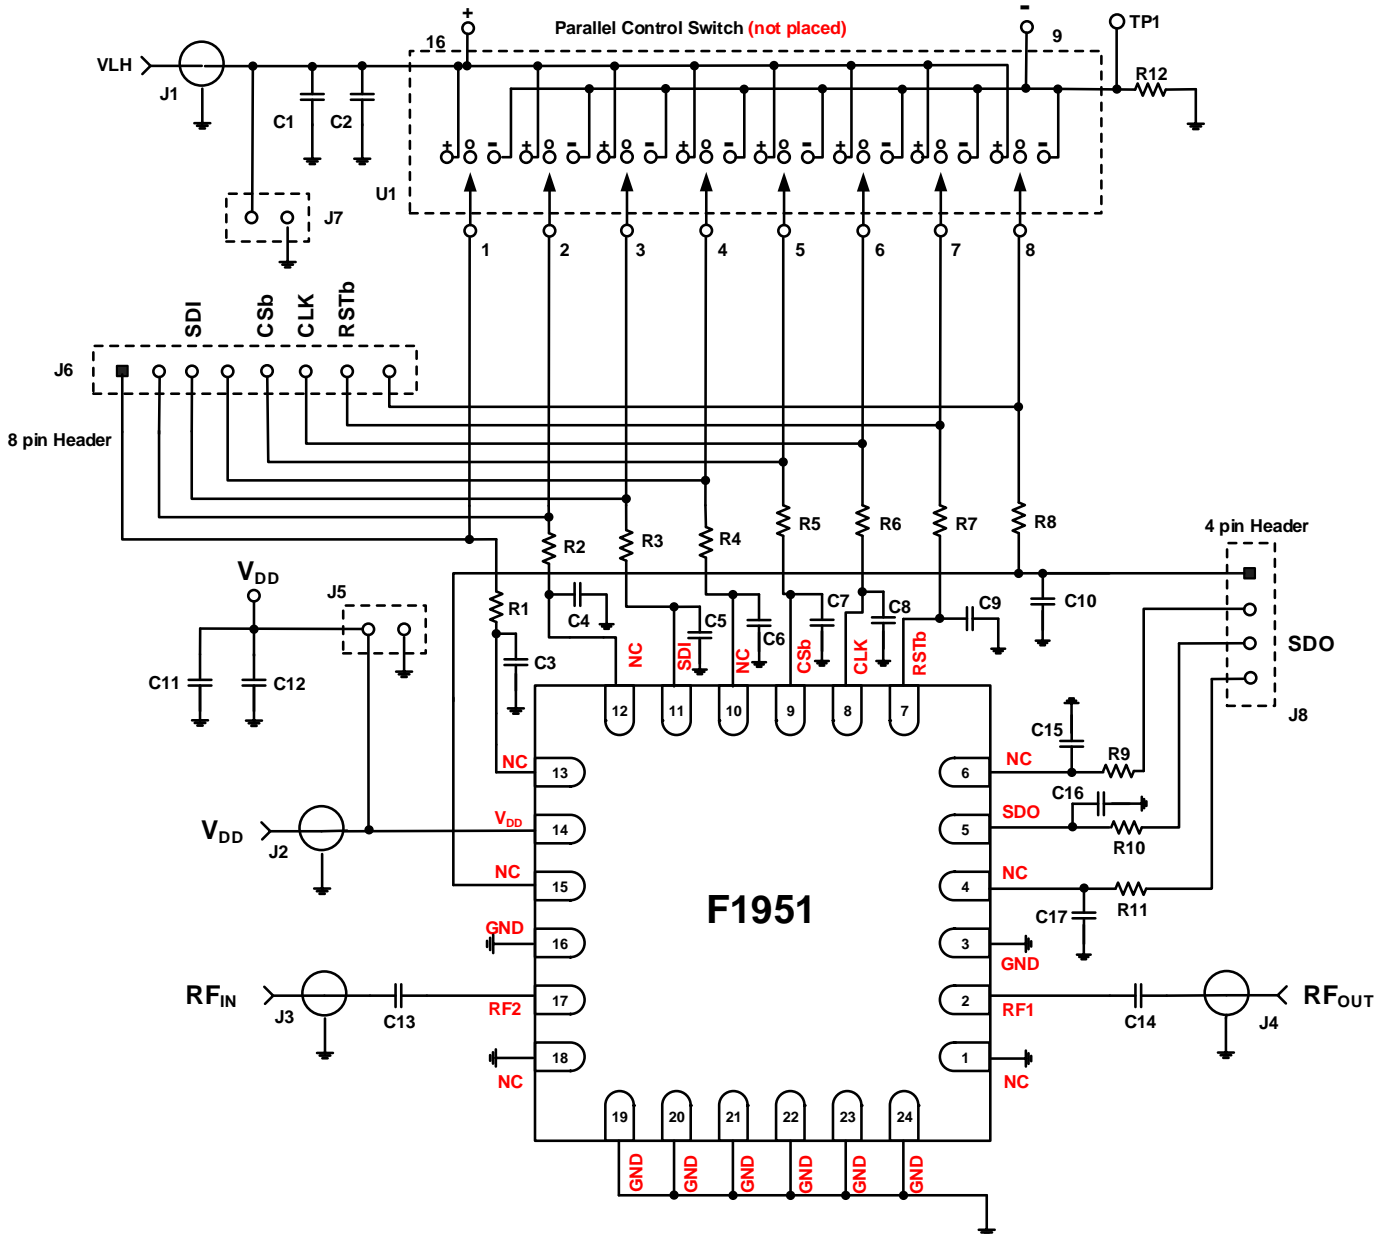 Parallel Control Switch (not placed)
+
-
16
9
TP1
VLH
J1
C1
C2
R12
+ o - + o - + o - + o - + o - + o - + o - + o -
U1
J7
1 2 3 4 5 6 7 8
SDI
CSb
CLK
RSTb
J6
8 pin Header
R2
R3
R4
R5
R6
R7
R8
4 pin Header
VDD
J5
R1
C4
C5
C6
C7
C8
C9
C10
C3
NC
SDI
NC
CSb
CLK
RSTb
SDO
C11
C12
J8
12 11 10 9 8 7
NC
13
6
NC
C15
R9
VDD
J2
VDD
14
5
SDO
C16
R10
NC
15
4
NC
C17
R11
F1951
GND
16
3
GND
RFIN
J3
C13
RF2
17
2
RF1
C14
J4
RFOUT
18
NC
1
NC
19 20 21 22 23 24
GND
GND
GND
GND
GND
GND